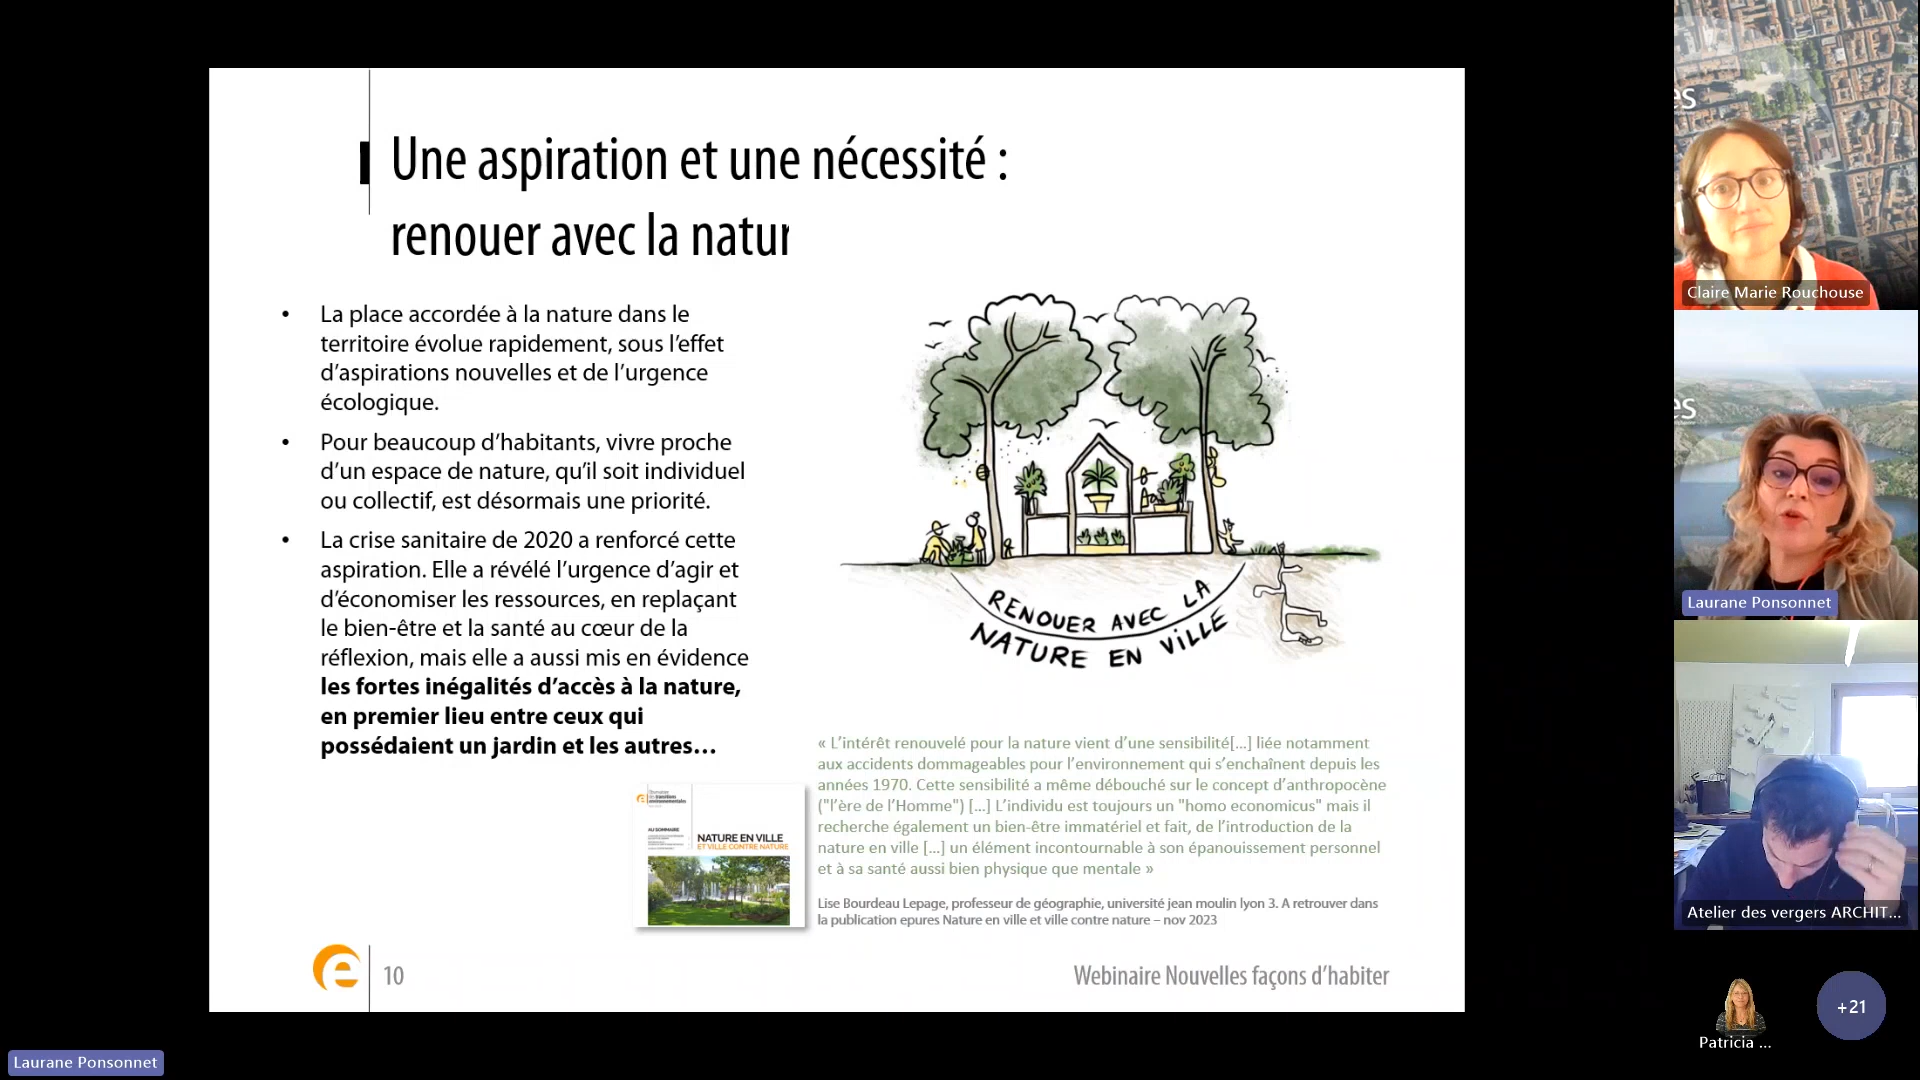 Une aspiration et une nécessité :
renouer avec la natur
• La place accordée à la nature dans le
territoire évolue rapidement, sous l’effet
d’aspirations nouvelles et de l’urgence
écologique.
• Pour beaucoup d’habitants, vivre proche
d’un espace de nature, qu’il soit individuel
ou collectif, est désormais une priorité.
• La crise sanitaire de 2020 a renforcé cette
aspiration. Elle a révélé l’urgence d’agir et
d’économiser les ressources, en replaçant
le bien-être et la santé au cœur de la
réflexion, mais elle a aussi mis en évidence
les fortes inégalités d’accès à la nature,
en premier lieu entre ceux qui
possédaient un jardin et les autres…
RENOUER AVEC LA
NATURE EN ViLLE
« L’intérêt renouvelé pour la nature vient d’une sensibilité[...] liée notamment
aux accidents dommageables pour l’environnement qui s’enchaînent depuis les
années 1970. Cette sensibilité a même débouché sur le concept d’anthropocène
("l’ère de l’Homme") [...] L’individu est toujours un "homo economicus" mais il
recherche également un bien-être immatériel et fait, de l’introduction de la
nature en ville [...] un élément incontournable à son épanouissement personnel
et à sa santé aussi bien physique que mentale »
Lise Bourdeau Lepage, professeur de géographie, université jean moulin lyon 3. A retrouver dans
la publication epures Nature en ville et ville contre nature – nov 2023
AU SOMMAIRE
NATURE EN VILLE
ET VILLE CONTRE NATURE
e
10
Webinaire Nouvelles façons d’habiter
es
Claire Marie Rouchouse
es
Laurane Ponsonnet
Atelier des vergers ARCHIT...
Patricia ...
+21
Laurane Ponsonnet